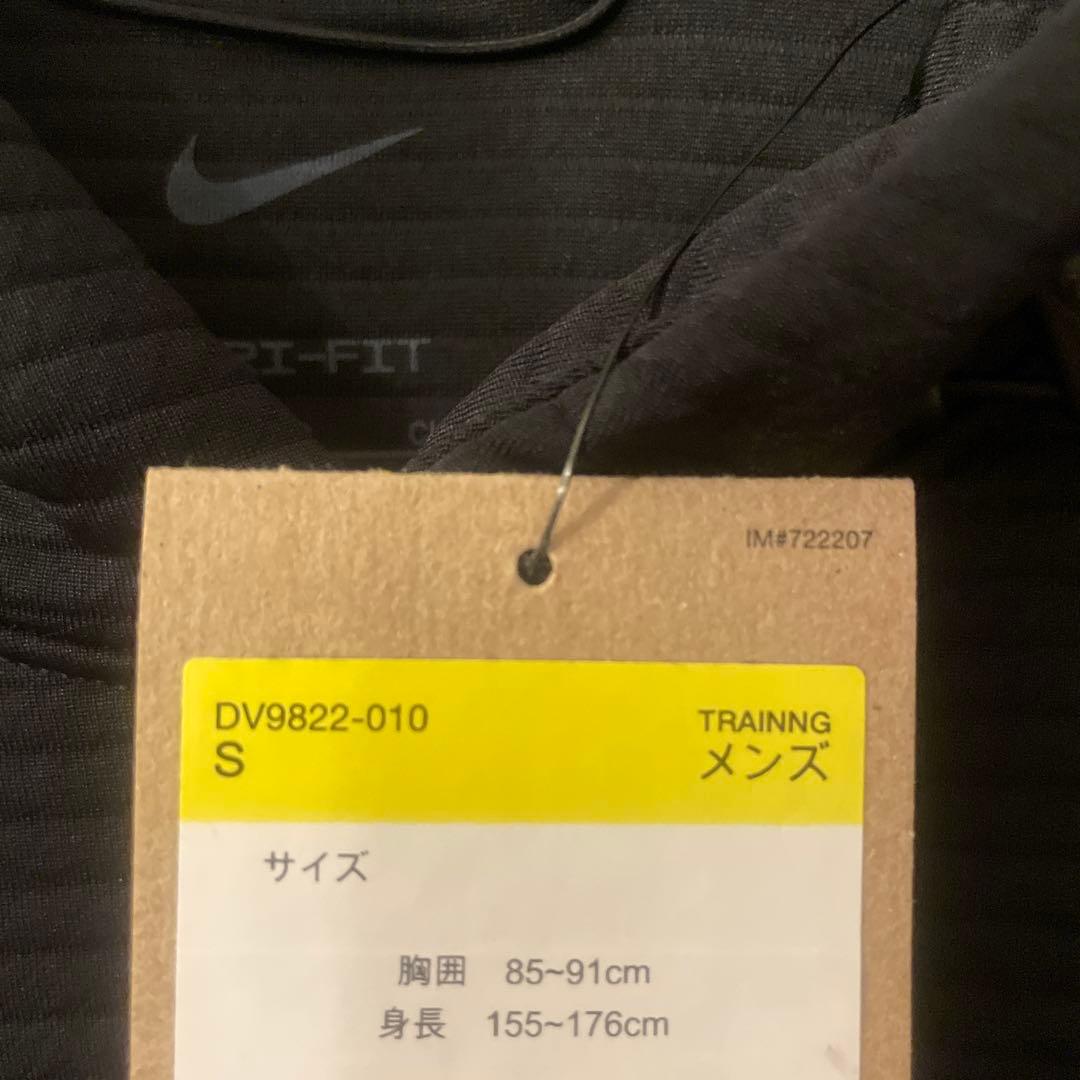 RI-FIT
IM#722207
DV9822-010
TRAINNG
S
メンズ
サイズ
胸囲 85~91cm
身長 155~176cm